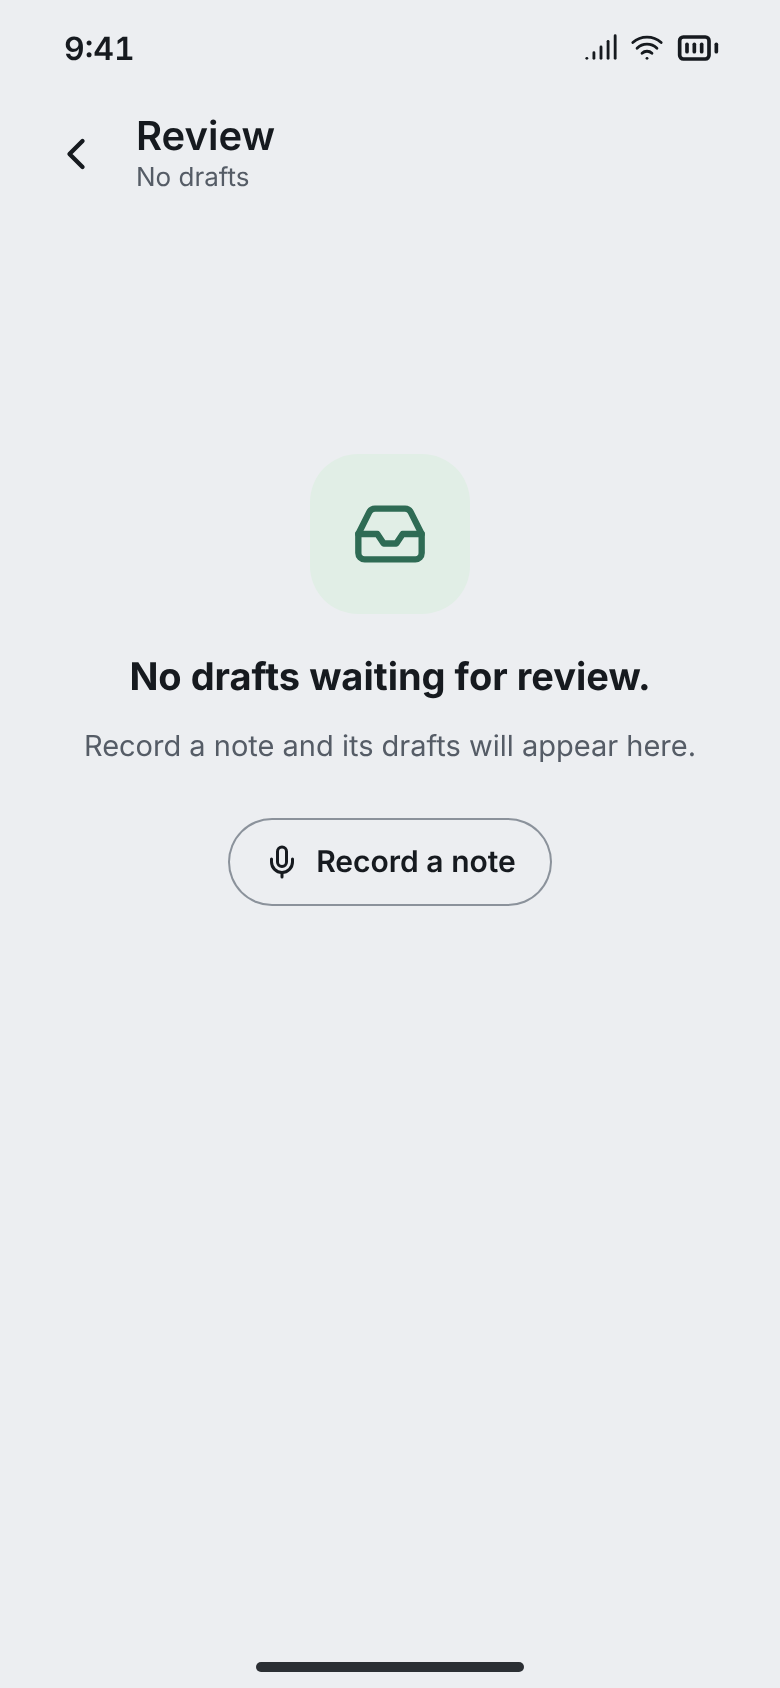 9:41
Review
No drafts
No drafts waiting for review.
Record a note and its drafts will appear here.
Record a note